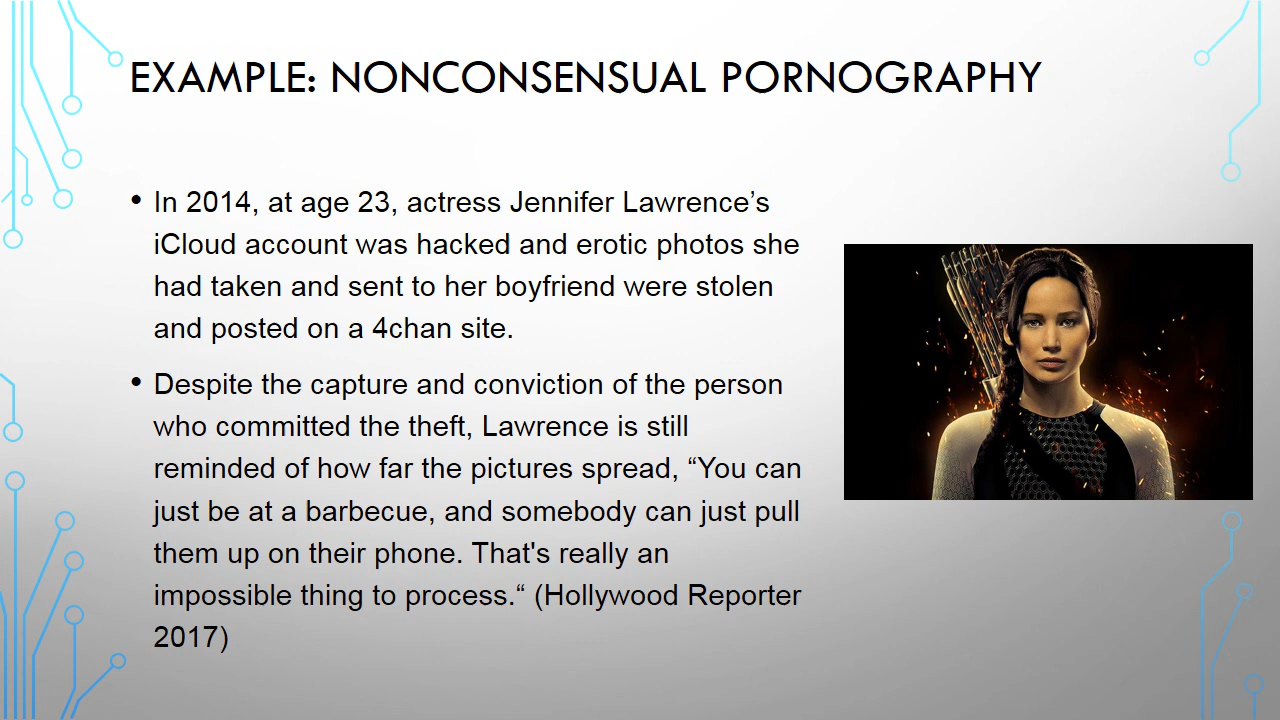 EXAMPLE: NONCONSENSUAL PORNOGRAPHY
• In 2014, at age 23, actress Jennifer Lawrence’s
iCloud account was hacked and erotic photos she
had taken and sent to her boyfriend were stolen
and posted on a 4chan site.
• Despite the capture and conviction of the person
who committed the theft, Lawrence is still
reminded of how far the pictures spread, “You can
just be at a barbecue, and somebody can just pull
them up on their phone. That's really an
impossible thing to process.“ (Hollywood Reporter
2017)